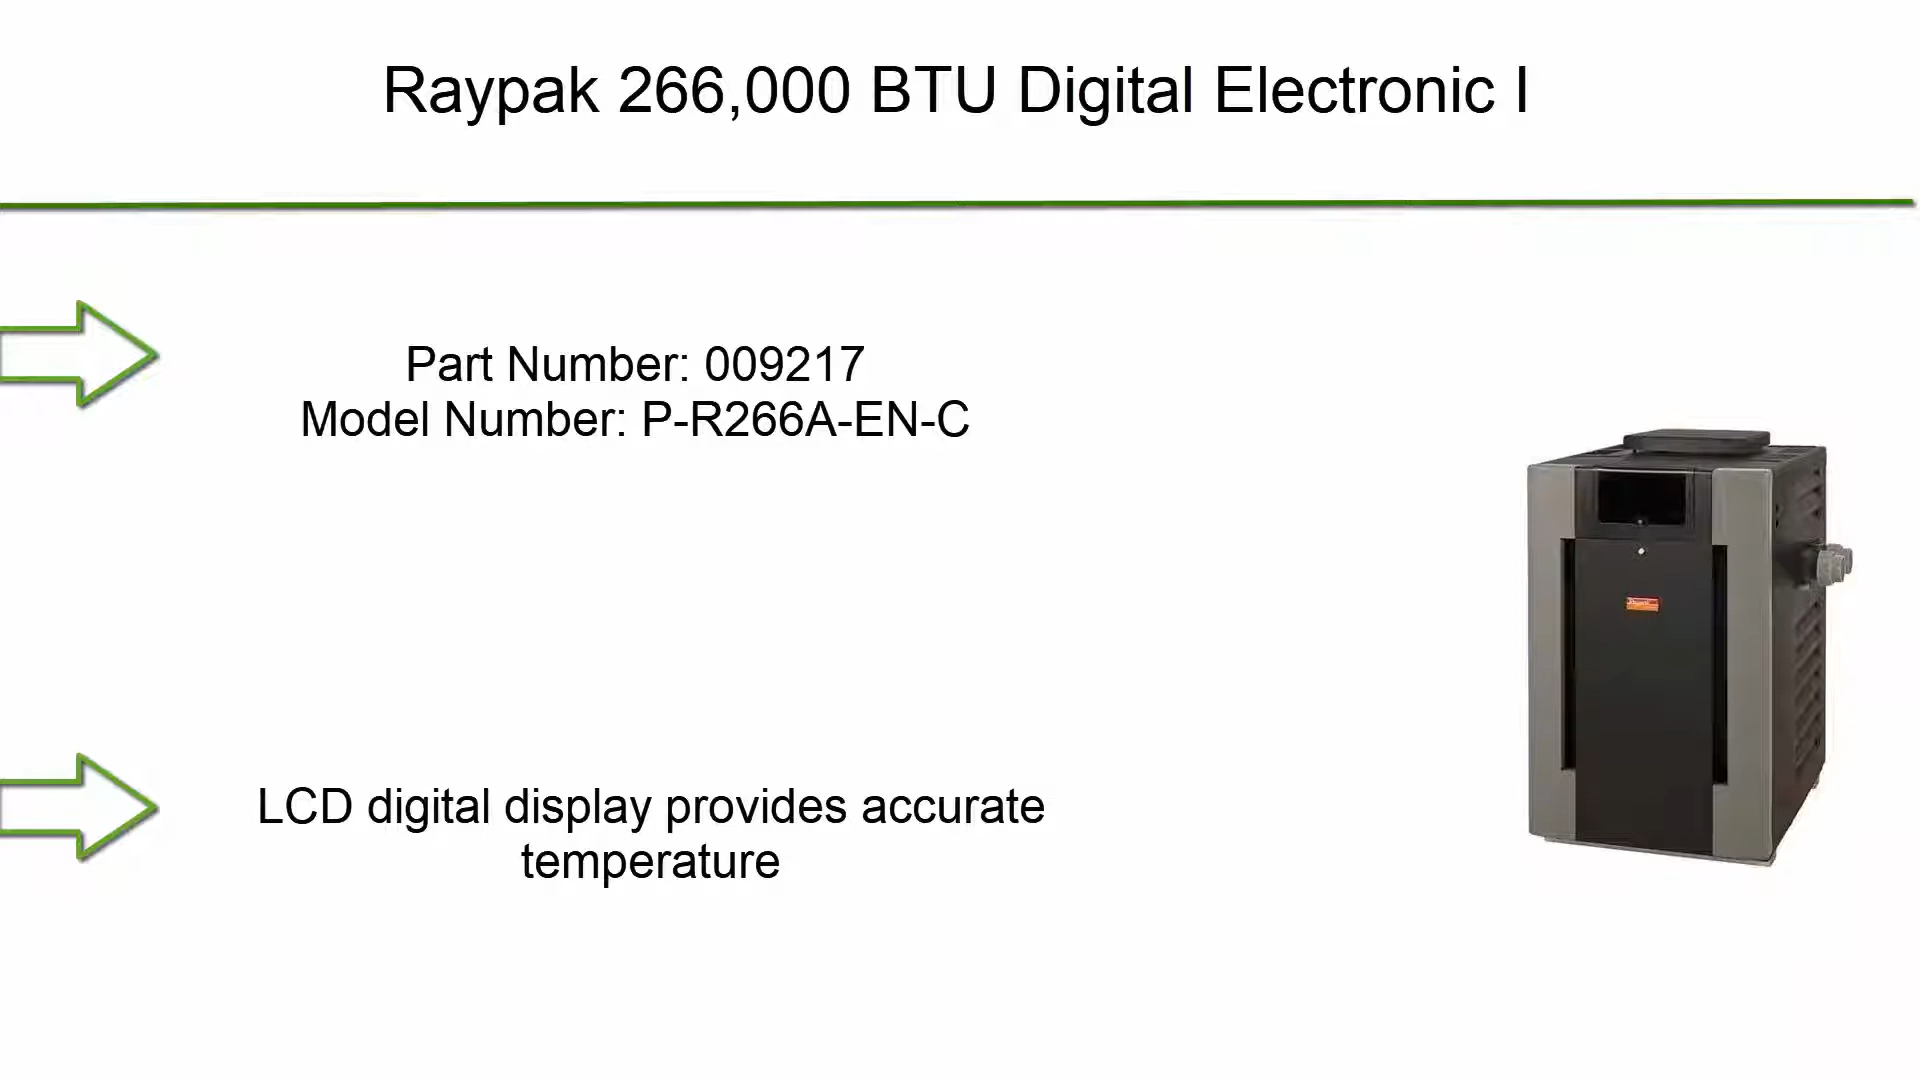 Raypak 266,000 BTU Digital Electronic I
Part Number: 009217
Model Number: P-R266A-EN-C
LCD digital display provides accurate
temperature